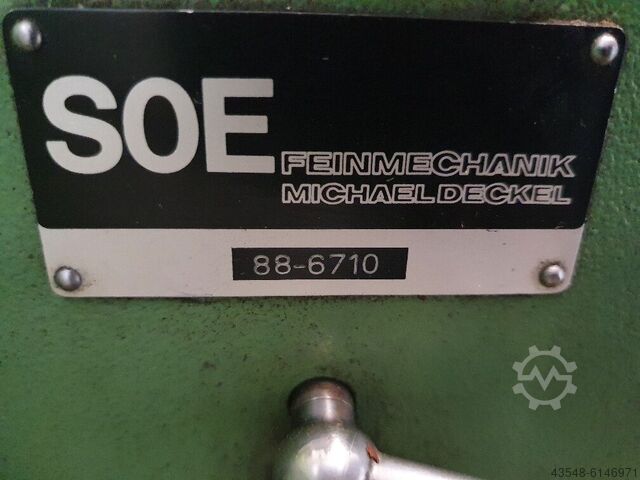 SOE
FEINMECHANIK
MICHAEL DECKEL
88-6710
43548-6146971